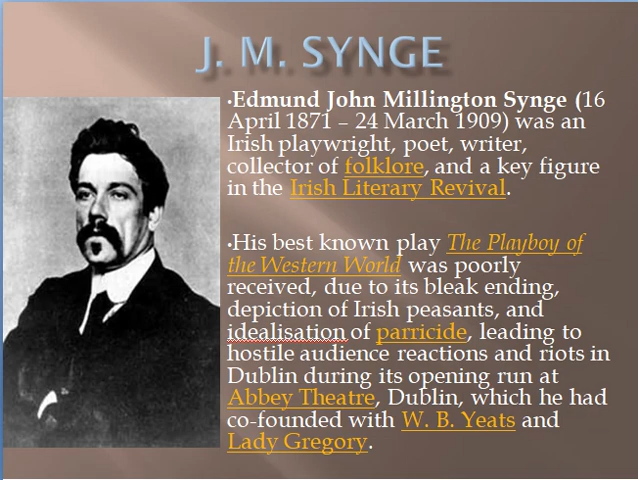 J. M. SYNGE
•Edmund John Millington Synge (16
April 1871 – 24 March 1909) was an
Irish playwright, poet, writer,
collector of folklore, and a key figure
in the Irish Literary Revival.
•His best known play The Playboy of
the Western World was poorly
received, due to its bleak ending,
depiction of Irish peasants, and
idealisation of parricide, leading to
hostile audience reactions and riots in
Dublin during its opening run at
Abbey Theatre, Dublin, which he had
co-founded with W. B. Yeats and
Lady Gregory.